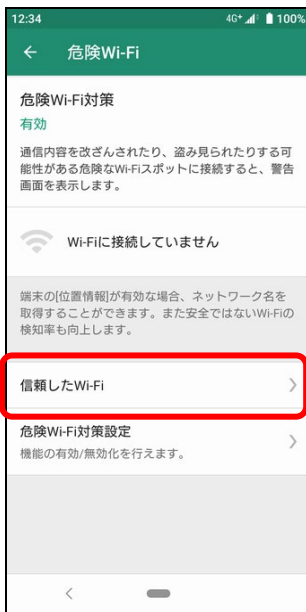 12:34 4G+ 100%
危険Wi-Fi
危険Wi-Fi対策
有効
通信内容を改ざんされたり、盗み見られたりする可
能性がある危険なWi-Fiスポットに接続すると、警告
画面を表示します。
Wi-Fiに接続していません
端末の[位置情報]が有効な場合、ネットワーク名を
取得することができます。また安全ではないWi-Fiの
検知率も向上します。
信頼したWi-Fi
危険Wi-Fi対策設定
機能の有効/無効化を行えます。